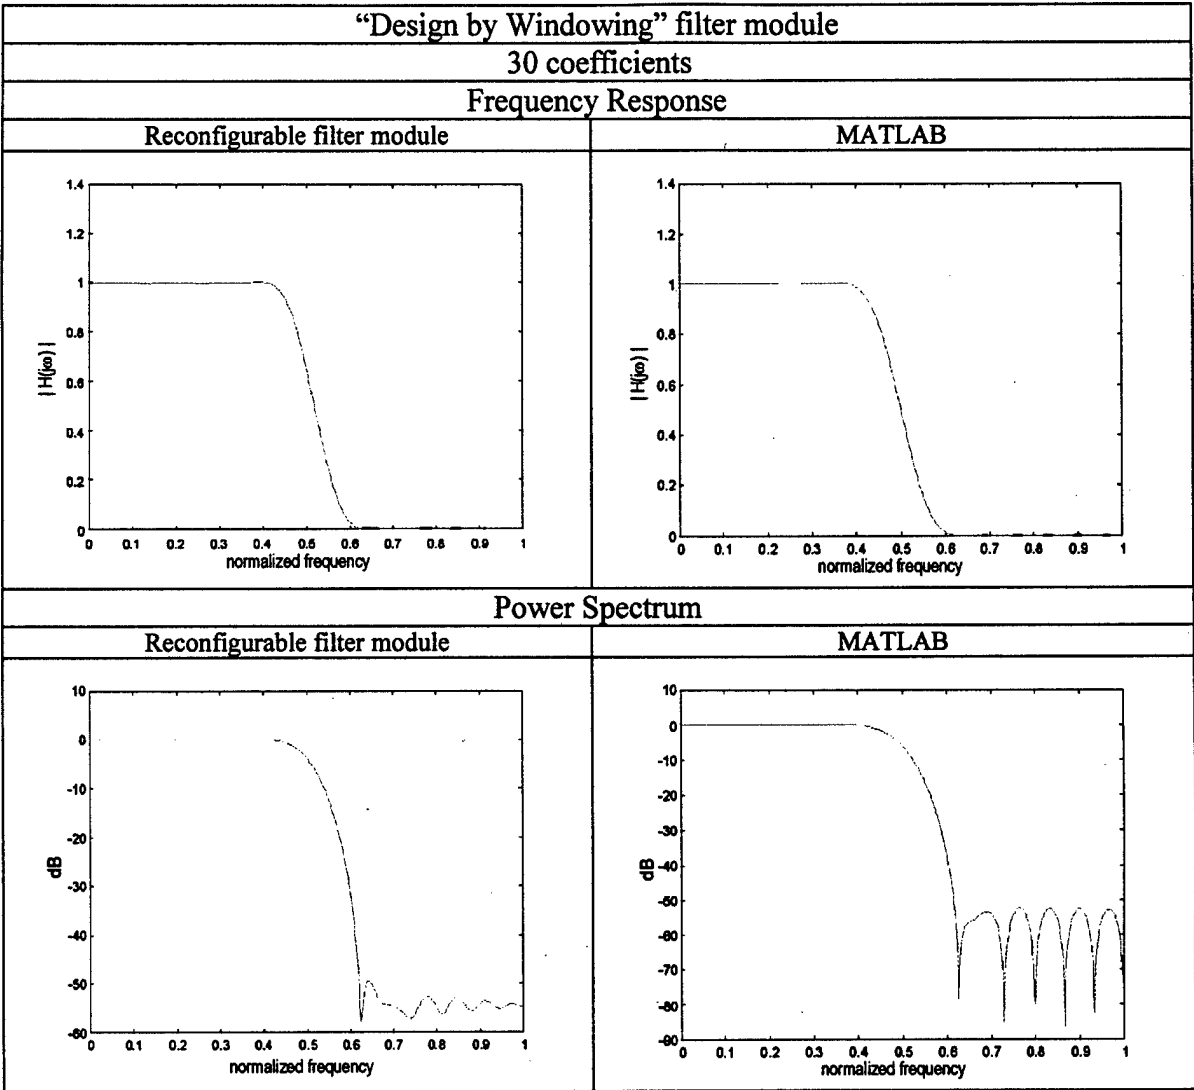 “Design by Windowing” filter module
30 coefficients
Frequency Response
Reconfigurable filter module
MATLAB
1.4
1.2
1
0.8
0.6
0.4
0.2
0
| H(jω) |
0 0.1 0.2 0.3 0.4 0.5 0.6 0.7 0.8 0.9 1
normalized frequency
1.4
1.2
1
0.8
0.6
0.4
0.2
0
| H(jω) |
0 0.1 0.2 0.3 0.4 0.5 0.6 0.7 0.8 0.9 1
normalized frequency
Power Spectrum
Reconfigurable filter module
MATLAB
10
0
-10
-20
-30
-40
-50
-60
dB
0 0.1 0.2 0.3 0.4 0.5 0.6 0.7 0.8 0.9 1
normalized frequency
10
0
-10
-20
-30
-40
-50
-60
-70
-80
-90
dB
0 0.1 0.2 0.3 0.4 0.5 0.6 0.7 0.8 0.9 1
normalized frequency